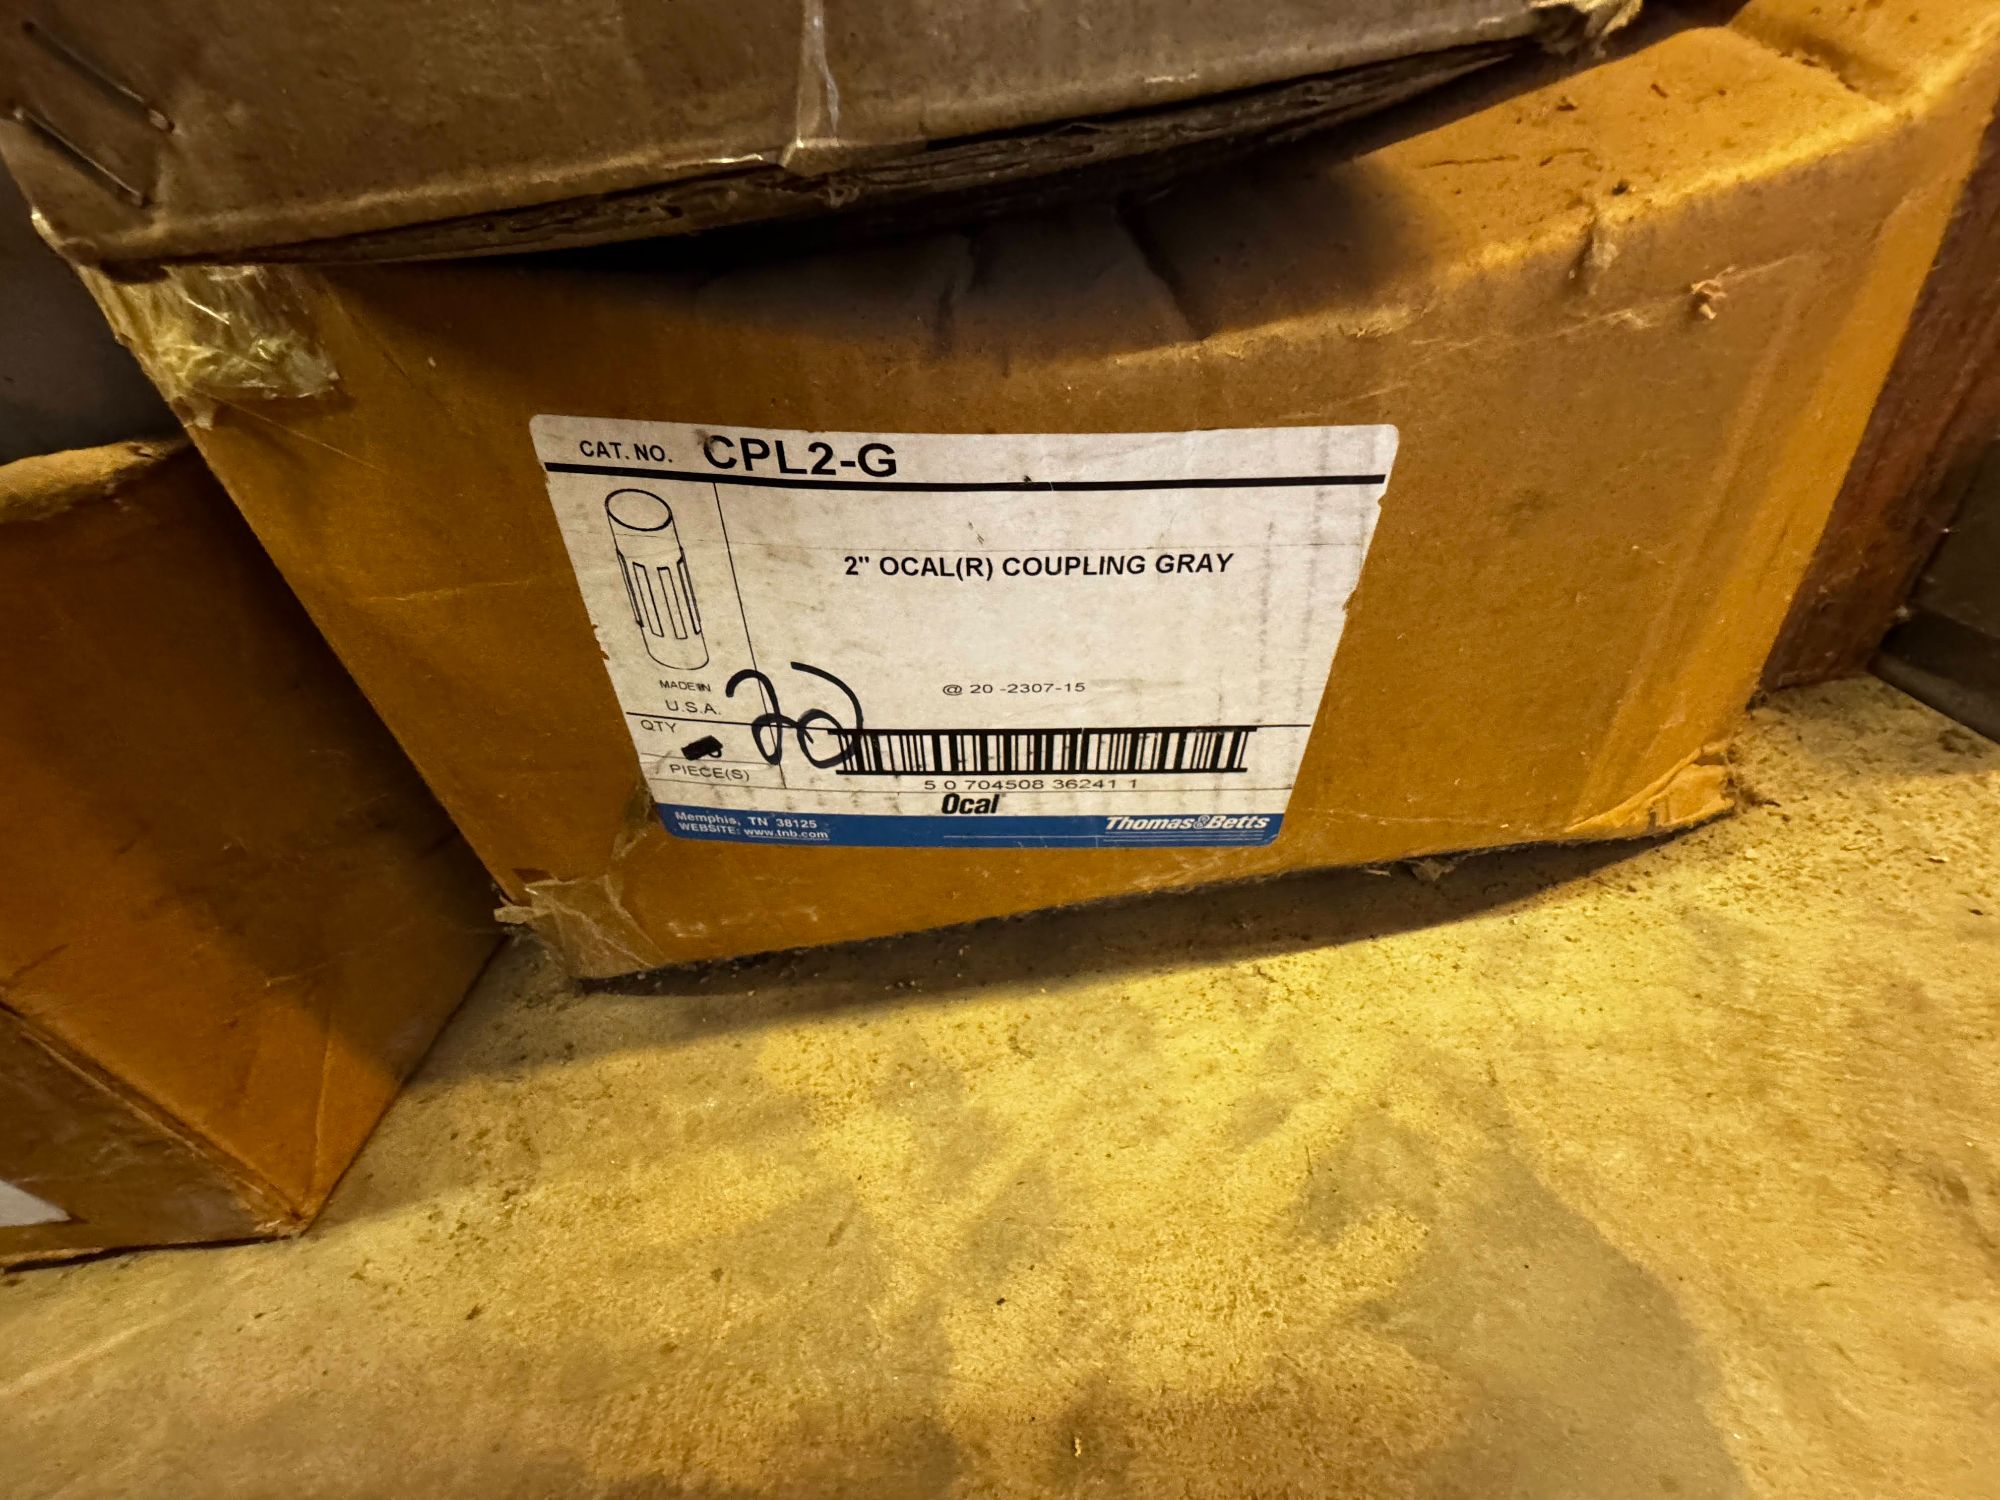 CAT. NO. CPL2-G
2" OCAL(R) COUPLING GRAY
MADE IN
U.S.A.
@ 20 -2307-15
QTY
PIECE(S)
5 0 704508 36241 1
Ocal
Memphis, TN 38125
WEBSITE: www.tnb.com
Thomas&Betts